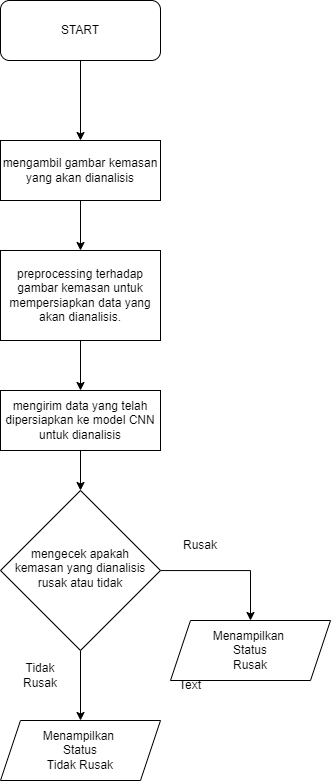 START
mengambil gambar kemasan
yang akan dianalisis
preprocessing terhadap
gambar kemasan untuk
mempersiapkan data yang
akan dianalisis.
mengirim data yang telah
dipersiapkan ke model CNN
untuk dianalisis
mengecek apakah
kemasan yang dianalisis
rusak atau tidak
Rusak
Menampilkan
Status
Rusak
Text
Tidak
Rusak
Menampilkan
Status
Tidak Rusak